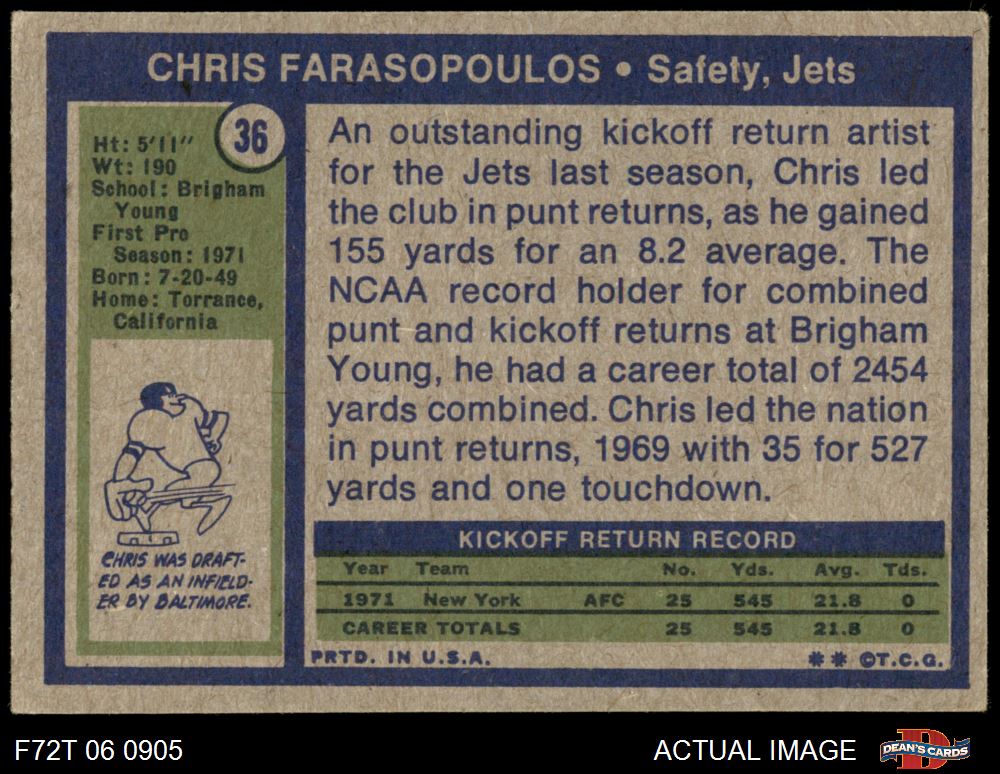 CHRIS FARASOPOULOS • Safety, Jets
36
Ht: 5'11"
Wt: 190
School: Brigham
Young
First Pro
Season: 1971
Born: 7-20-49
Home: Torrance,
California
CHRIS WAS DRAFT-
ED AS AN INFIELD-
ER BY BALTIMORE.
An outstanding kickoff return artist
for the Jets last season, Chris led
the club in punt returns, as he gained
155 yards for an 8.2 average. The
NCAA record holder for combined
punt and kickoff returns at Brigham
Young, he had a career total of 2454
yards combined. Chris led the nation
in punt returns, 1969 with 35 for 527
yards and one touchdown.
KICKOFF RETURN RECORD
Year Team No. Yds. Avg. Tds.
1971 New York AFC 25 545 21.8 0
CAREER TOTALS 25 545 21.8 0
PRTD. IN U.S.A. ** ©T.C.G.
F72T 06 0905 ACTUAL IMAGE DEAN'S CARDS